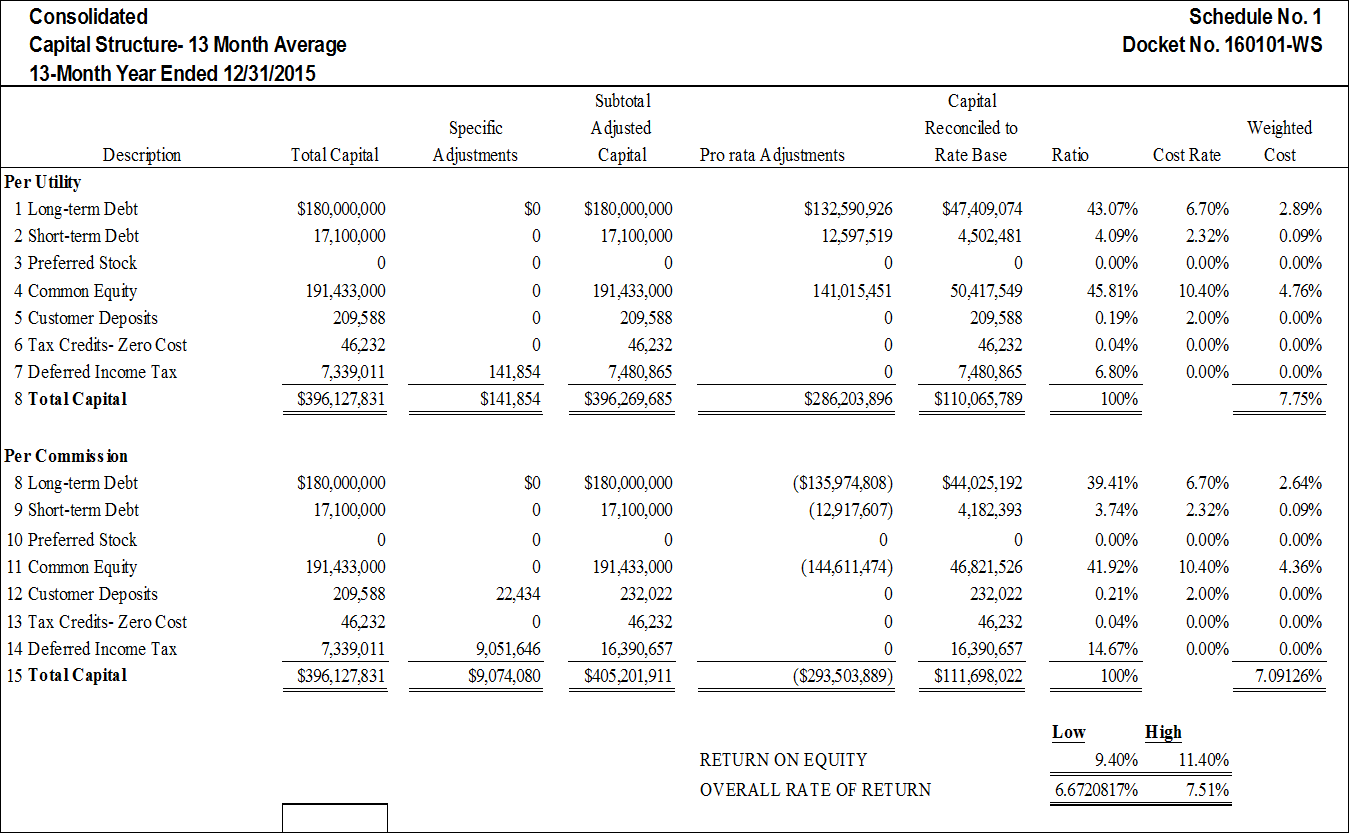 Consolidated Schedule No. 1
Capital Structure- 13 Month Average Docket No. 160101-WS
13-Month Year Ended 12/31/2015
Subtotal Capital
Specific Adjusted Reconciled to Weighted
Description Total Capital Adjustments Capital Pro rata Adjustments Rate Base Ratio Cost Rate Cost
Per Utility
1 Long-term Debt $180,000,000 $0 $180,000,000 $132,590,926 $47,409,074 43.07% 6.70% 2.89%
2 Short-term Debt 17,100,000 0 17,100,000 12,597,519 4,502,481 4.09% 2.32% 0.09%
3 Preferred Stock 0 0 0 0 0 0.00% 0.00% 0.00%
4 Common Equity 191,433,000 0 191,433,000 141,015,451 50,417,549 45.81% 10.40% 4.76%
5 Customer Deposits 209,588 0 209,588 0 209,588 0.19% 2.00% 0.00%
6 Tax Credits- Zero Cost 46,232 0 46,232 0 46,232 0.04% 0.00% 0.00%
7 Deferred Income Tax 7,339,011 141,854 7,480,865 0 7,480,865 6.80% 0.00% 0.00%
8 Total Capital $396,127,831 $141,854 $396,269,685 $286,203,896 $110,065,789 100% 7.75%
Per Commission
8 Long-term Debt $180,000,000 $0 $180,000,000 ($135,974,808) $44,025,192 39.41% 6.70% 2.64%
9 Short-term Debt 17,100,000 0 17,100,000 (12,917,607) 4,182,393 3.74% 2.32% 0.09%
10 Preferred Stock 0 0 0 0 0 0.00% 0.00% 0.00%
11 Common Equity 191,433,000 0 191,433,000 (144,611,474) 46,821,526 41.92% 10.40% 4.36%
12 Customer Deposits 209,588 22,434 232,022 0 232,022 0.21% 2.00% 0.00%
13 Tax Credits- Zero Cost 46,232 0 46,232 0 46,232 0.04% 0.00% 0.00%
14 Deferred Income Tax 7,339,011 9,051,646 16,390,657 0 16,390,657 14.67% 0.00% 0.00%
15 Total Capital $396,127,831 $9,074,080 $405,201,911 ($293,503,889) $111,698,022 100% 7.09126%
Low High
RETURN ON EQUITY 9.40% 11.40%
OVERALL RATE OF RETURN 6.6720817% 7.51%